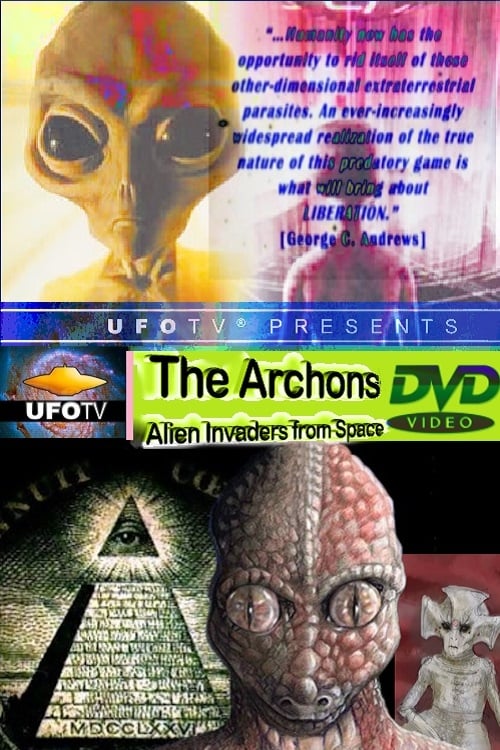 "...Humanity now has the
opportunity to rid itself of these
other-dimensional extraterrestrial
parasites. An ever-increasingly
widespread realization of the true
nature of this predatory game is
what will bring about
LIBERATION."
[George C. Andrews]
UFOTV® PRESENTS
UFOTV
The Archons
Alien Invaders from Space
DVD
VIDEO
ANNUIT CŒ
MDCCLXXVI